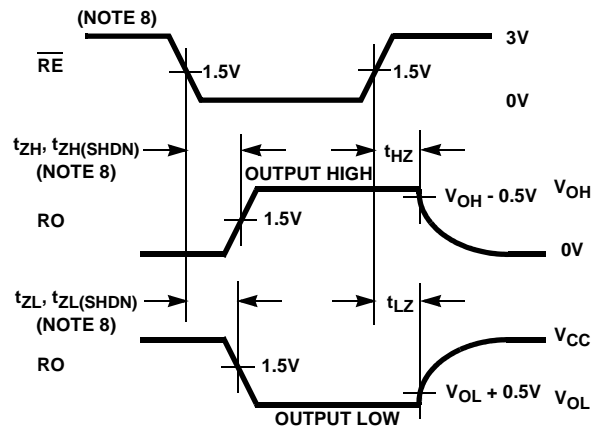 (NOTE 8)
RE
1.5V
1.5V
3V
0V
tZH, tZH(SHDN)
(NOTE 8)
tHZ
OUTPUT HIGH
VOH - 0.5V
VOH
RO
1.5V
0V
tZL, tZL(SHDN)
(NOTE 8)
tLZ
VCC
RO
1.5V
VOL + 0.5V
VOL
OUTPUT LOW